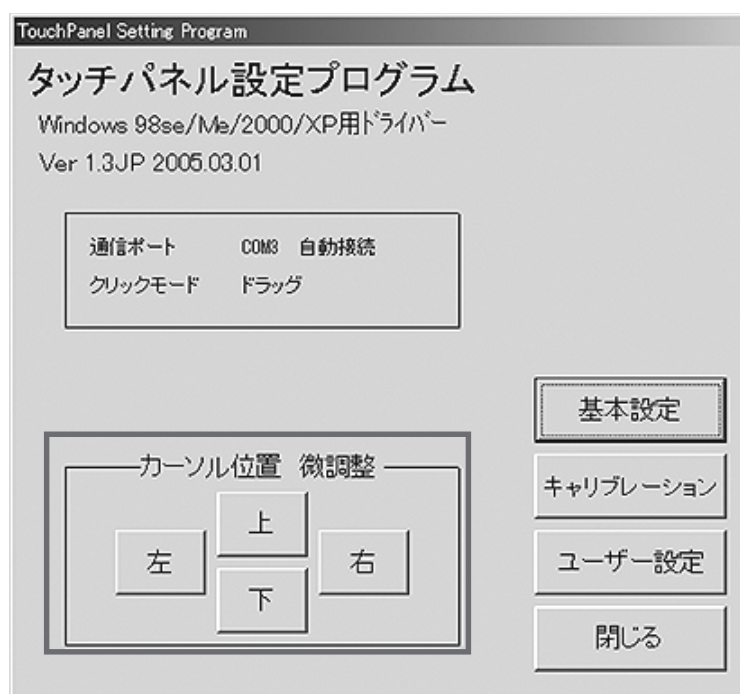 TouchPanel Setting Program
タッチパネル設定プログラム
Windows 98se/Me/2000/XP用ドライバー
Ver 1.3JP 2005.03.01
通信ポート COM3 自動接続
クリックモード ドラッグ
基本設定
キャリブレーション
ユーザー設定
閉じる
カーソル位置 微調整
上
左 右
下